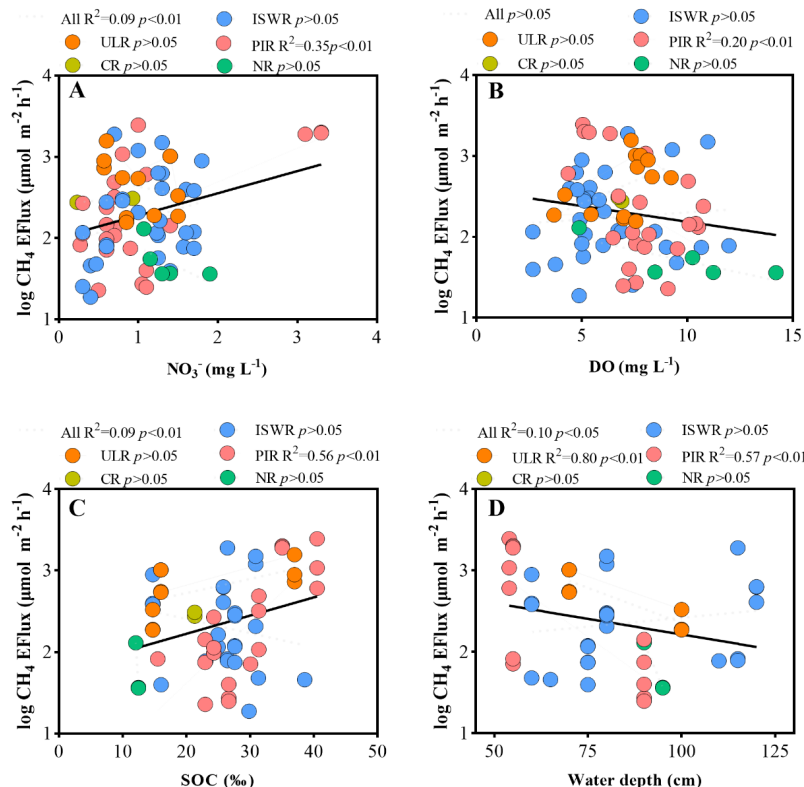 All R²=0.09 p<0.01
ISWR p>0.05
ULR p>0.05
PIR R²=0.35p<0.01
CR p>0.05
NR p>0.05
A
log CH₄ EFlux (μmol m⁻² h⁻¹)
4
3
2
1
0
1
2
3
4
NO₃⁻ (mg L⁻¹)
All p>0.05
ISWR p>0.05
ULR p>0.05
PIR R²=0.20 p<0.01
CR p>0.05
NR p>0.05
B
log CH₄ EFlux (μmol m⁻² h⁻¹)
4
3
2
1
0
5
10
15
DO (mg L⁻¹)
All R²=0.09 p<0.01
ISWR p>0.05
ULR p>0.05
PIR R²=0.56 p<0.01
CR p>0.05
NR p>0.05
C
log CH₄ EFlux (μmol m⁻² h⁻¹)
4
3
2
1
0
10
20
30
40
50
SOC (‰)
All R²=0.10 p<0.05
ISWR p>0.05
ULR R²=0.80 p<0.01
PIR R²=0.57 p<0.01
CR p>0.05
NR p>0.05
D
log CH₄ EFlux (μmol m⁻² h⁻¹)
4
3
2
1
50
75
100
125
Water depth (cm)